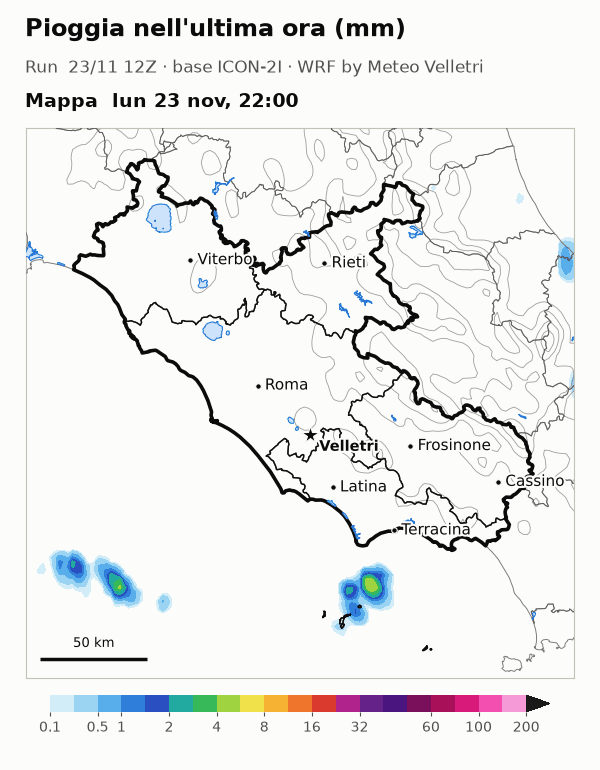 Pioggia nell'ultima ora (mm)
Run  23/11 12Z · base ICON-2I · WRF by Meteo Velletri
Mappa  lun 23 nov, 22:00
Viterbo
Rieti
Roma
Velletri
Frosinone
Latina
Cassino
Terracina
50 km
0.1 0.5 1 2 4 8 16 32 60 100 200